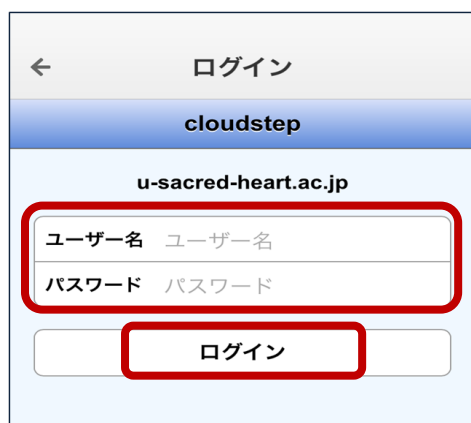 ログイン
cloudstep
u-sacred-heart.ac.jp
ユーザー名 ユーザー名
パスワード パスワード
ログイン